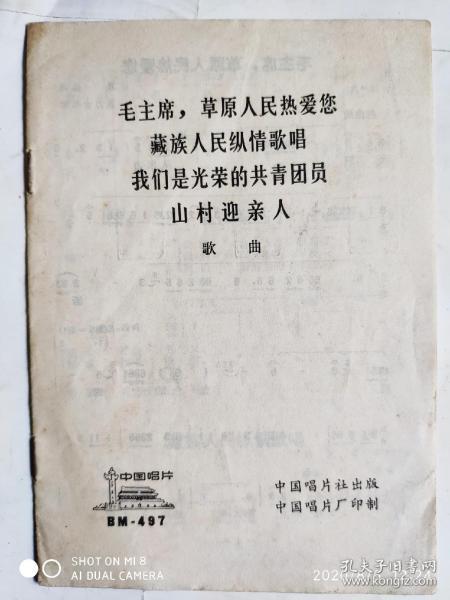 毛主席，草原人民热爱您
藏族人民纵情歌唱
我们是光荣的共青团员
山村迎亲人
歌 曲
中国唱片
BM-497
中国唱片社出版
中国唱片厂印制
SHOT ON MI 8
AI DUAL CAMERA
孔夫子旧书网